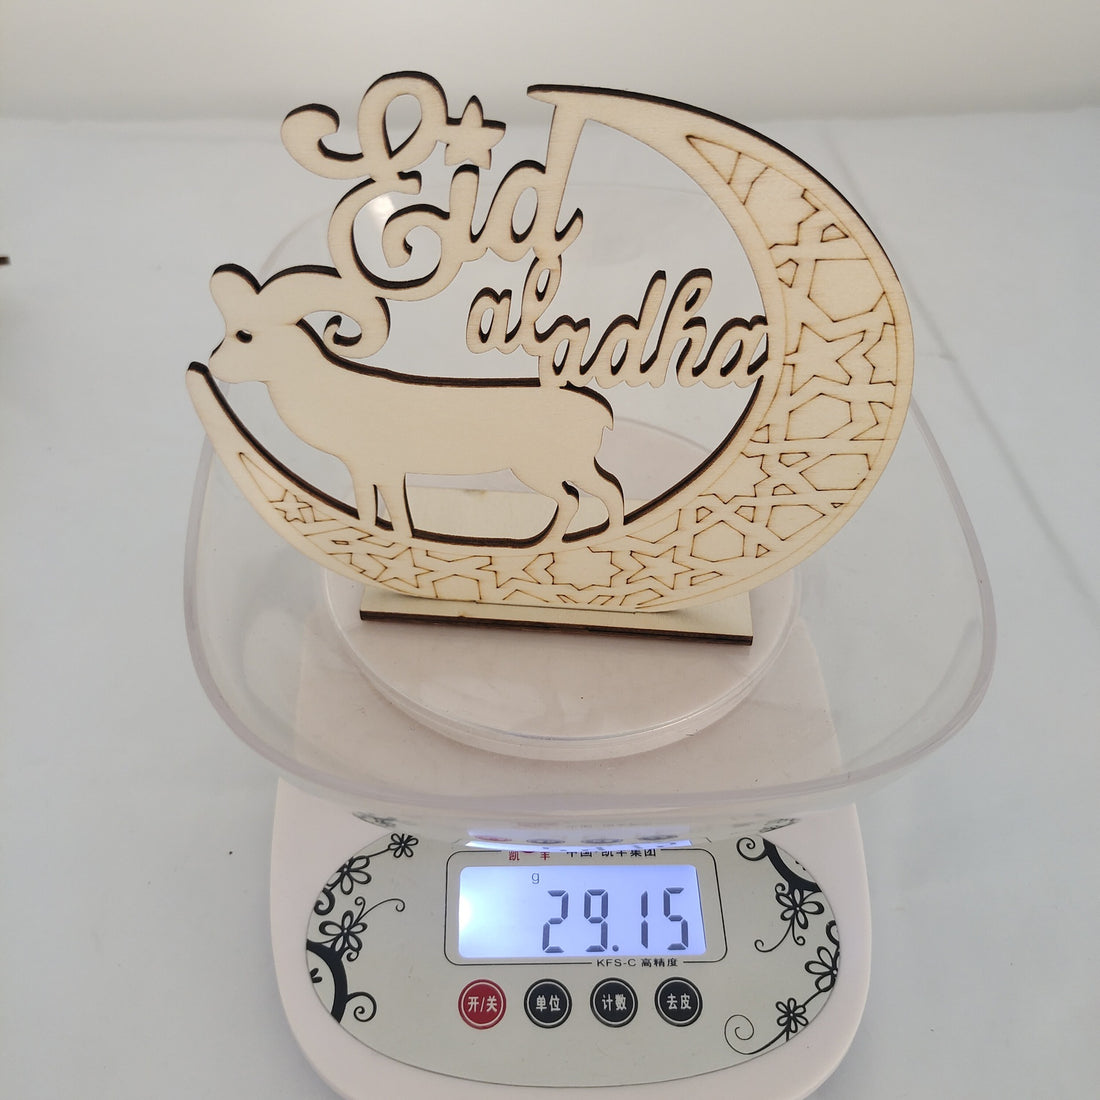 Eid
al adha
凯丰 中国·凯丰集团
g
29.15
KFS-C 高精度
开/关 单位 计数 去皮